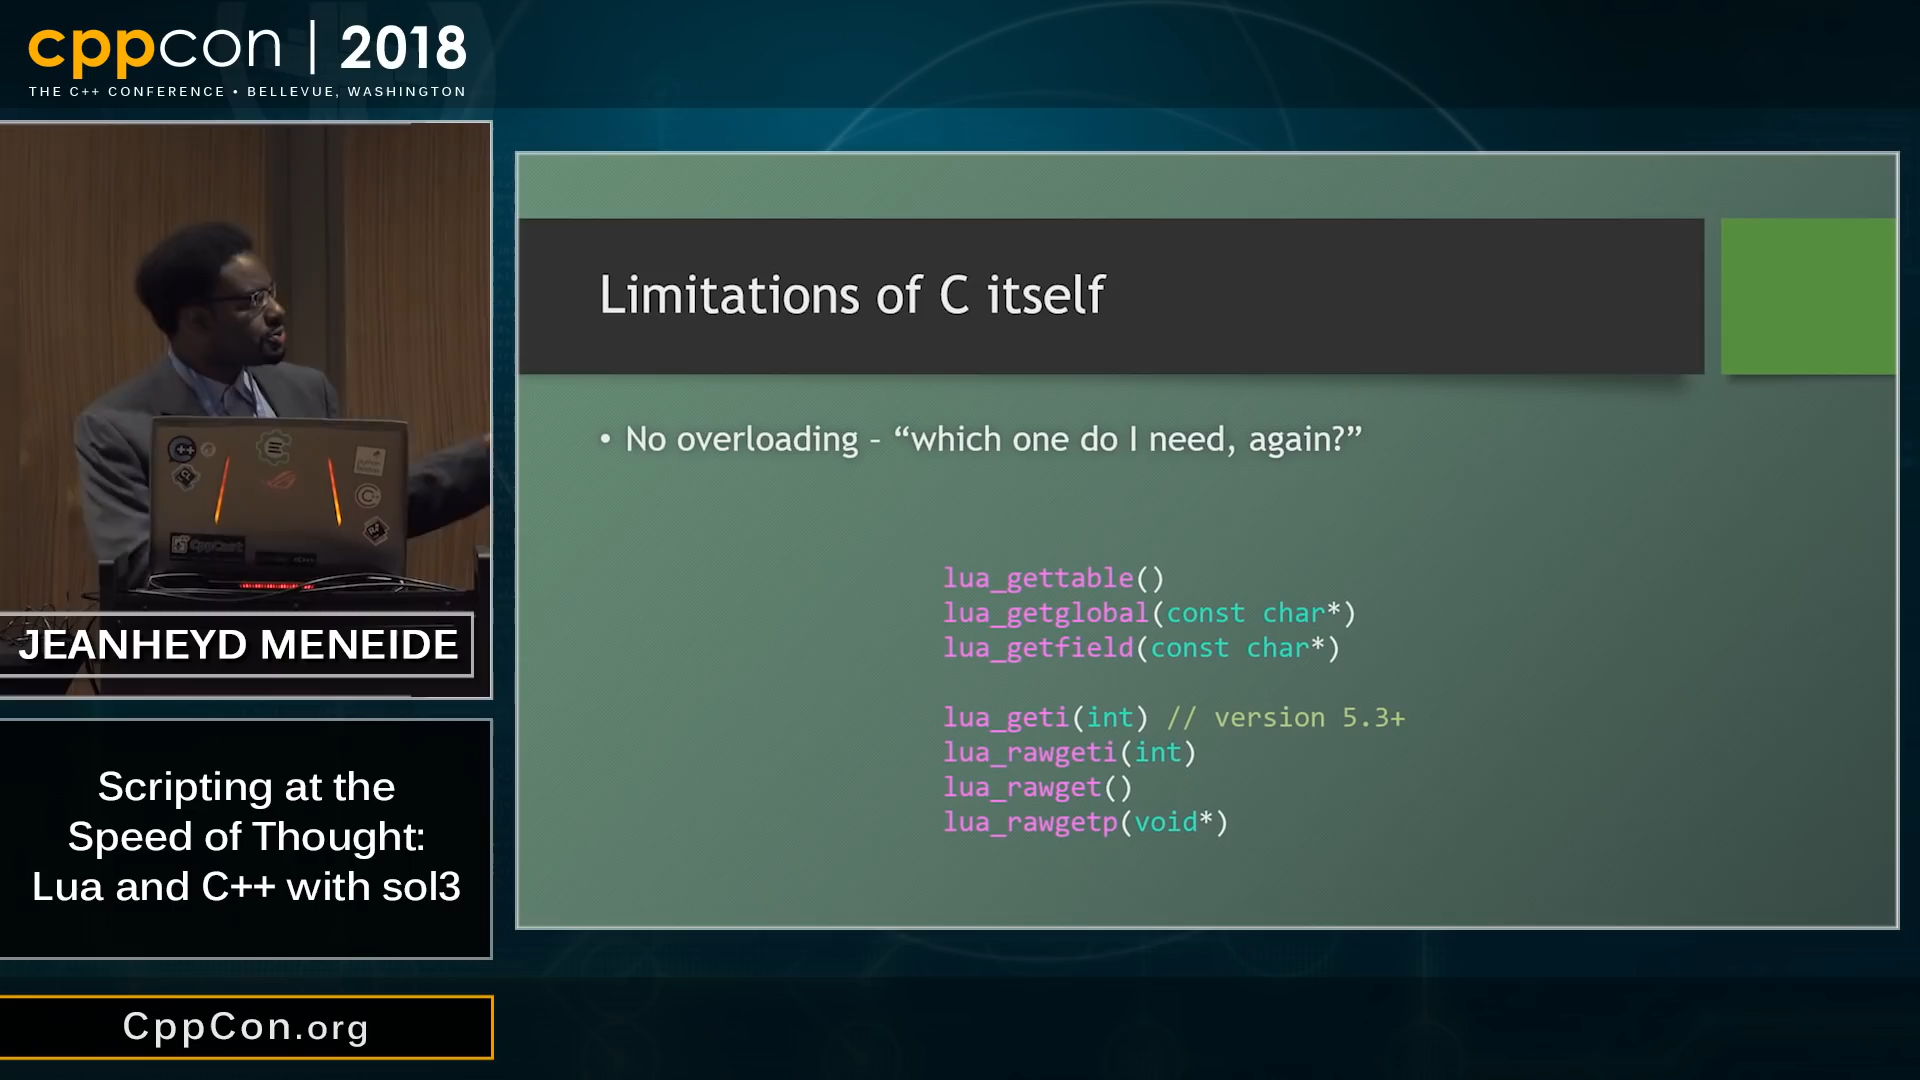 cppcon | 2018
THE C++ CONFERENCE • BELLEVUE, WASHINGTON
CppCast
JEANHEYD MENEIDE
Scripting at the
Speed of Thought:
Lua and C++ with sol3
CppCon.org
Limitations of C itself
• No overloading – “which one do I need, again?”
lua_gettable()
lua_getglobal(const char*)
lua_getfield(const char*)
lua_geti(int) // version 5.3+
lua_rawgeti(int)
lua_rawget()
lua_rawgetp(void*)